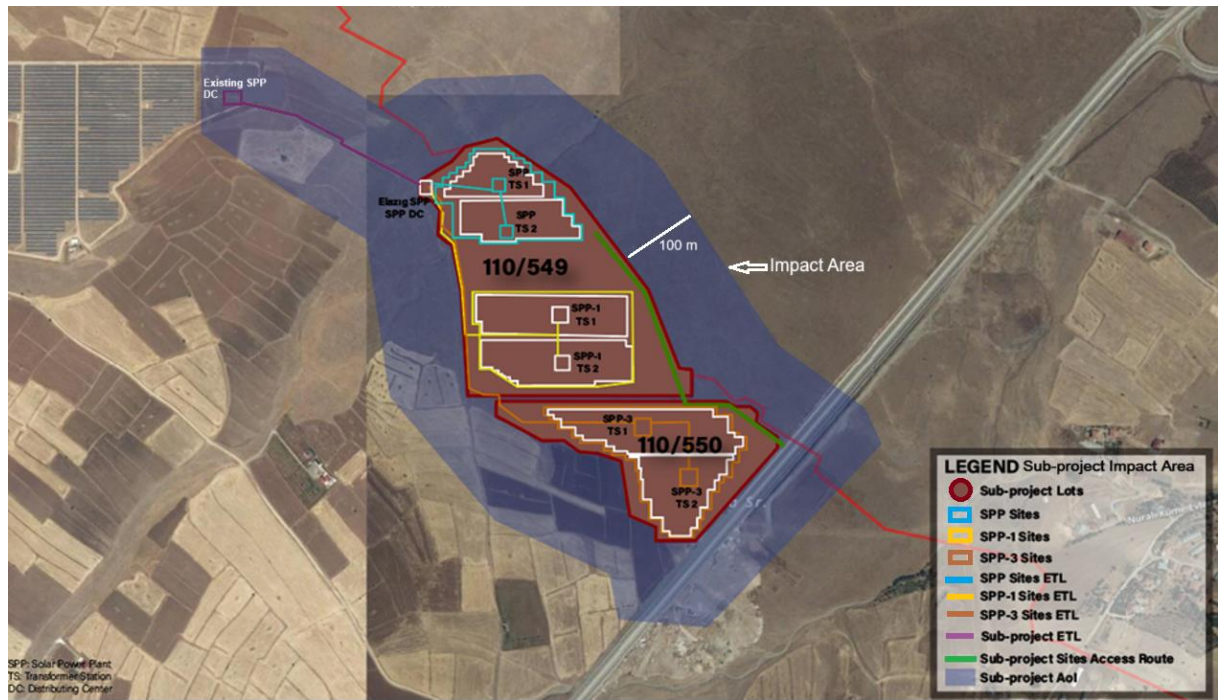 Existing SPP
DC
SPP
TS 1
Elazıg SPP
SPP DC
SPP
TS 2
100 m
Impact Area
110/549
SPP-1
TS 1
SPP-1
TS 2
SPP-3
TS 1
110/550
SPP-3
TS 2
Sr.
LEGEND Sub-project Impact Area
Sub-project Lots
SPP Sites
SPP-1 Sites
SPP-3 Sites
SPP Sites ETL
SPP-1 Sites ETL
SPP-3 Sites ETL
Sub-project ETL
Sub-project Sites Access Route
Sub-project AoI
SPP: Solar Power Plant
TS: Transformer Station
DC: Distributing Center